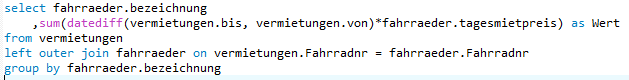 select fahrraeder.bezeichnung
,sum(datediff(vermietungen.bis, vermietungen.von)*fahrraeder.tagesmietpreis) as Wert
from vermietungen
left outer join fahrraeder on vermietungen.Fahrradnr = fahrraeder.Fahrradnr
group by fahrraeder.bezeichnung